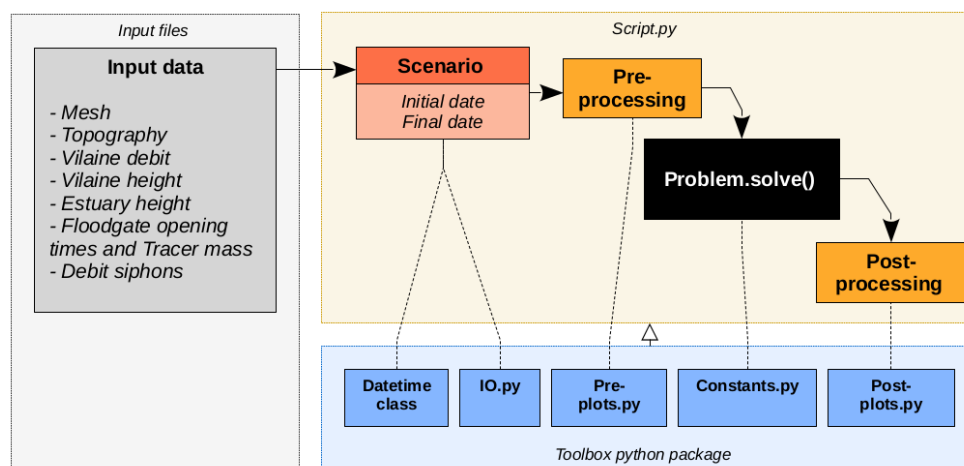 Input files
Input data
- Mesh
- Topography
- Vilaine debit
- Vilaine height
- Estuary height
- Floodgate opening
times and Tracer mass
- Debit siphons
Script.py
Scenario
Initial date
Final date
Pre-
processing
Problem.solve()
Post-
processing
Datetime
class
IO.py
Pre-
plots.py
Constants.py
Post-
plots.py
Toolbox python package